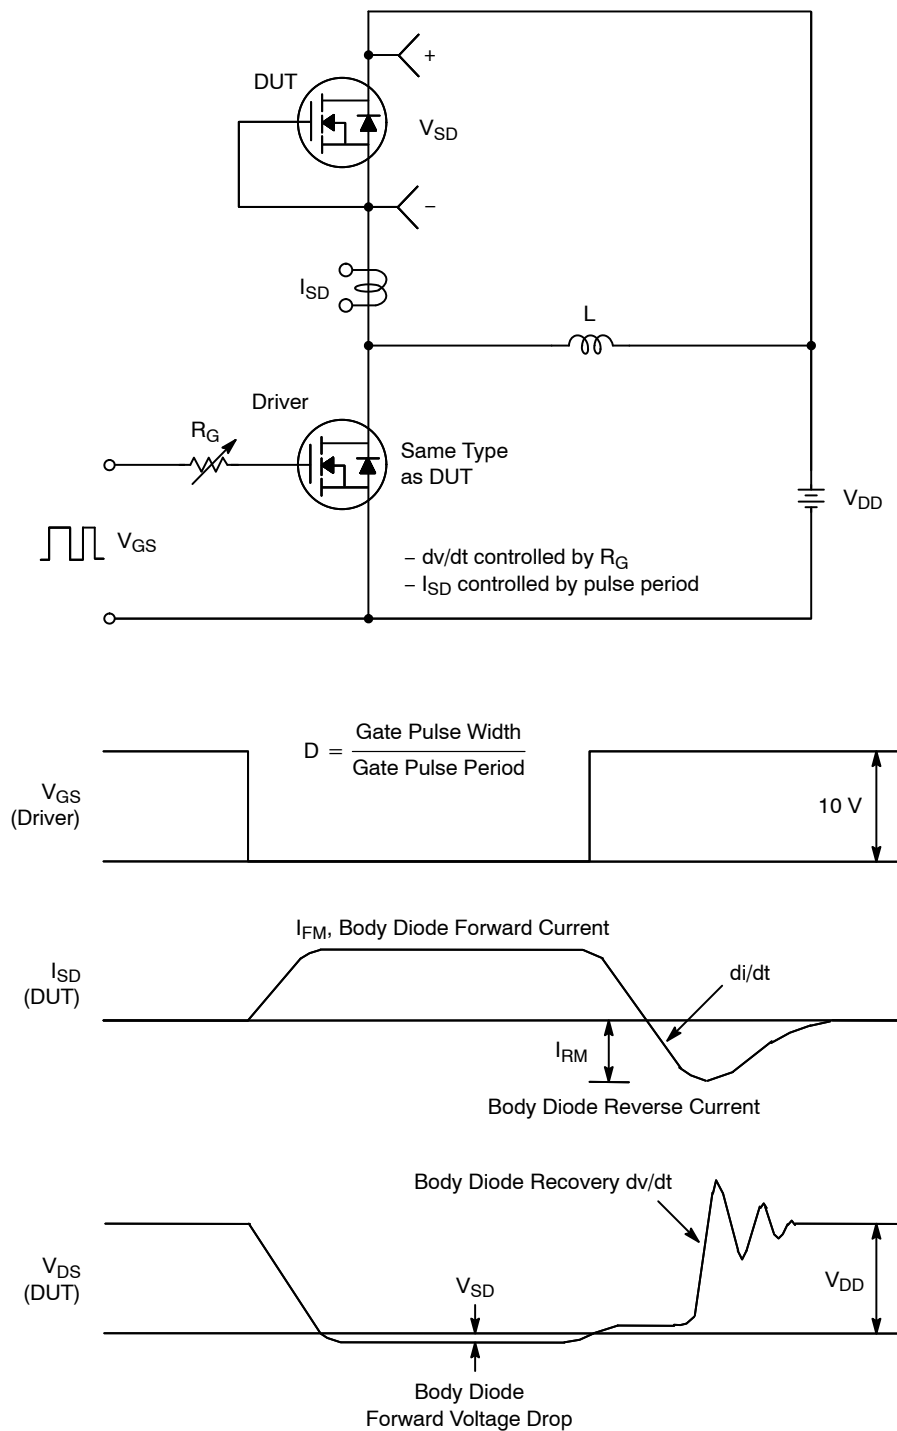 +
DUT
V_SD
−
I_SD
L
Driver
R_G
Same Type
as DUT
V_DD
V_GS
− dv/dt controlled by R_G
− I_SD controlled by pulse period
D = Gate Pulse Width
Gate Pulse Period
V_GS
(Driver)
10 V
I_FM, Body Diode Forward Current
I_SD
(DUT)
di/dt
I_RM
Body Diode Reverse Current
Body Diode Recovery dv/dt
V_DS
(DUT)
V_SD
V_DD
Body Diode
Forward Voltage Drop